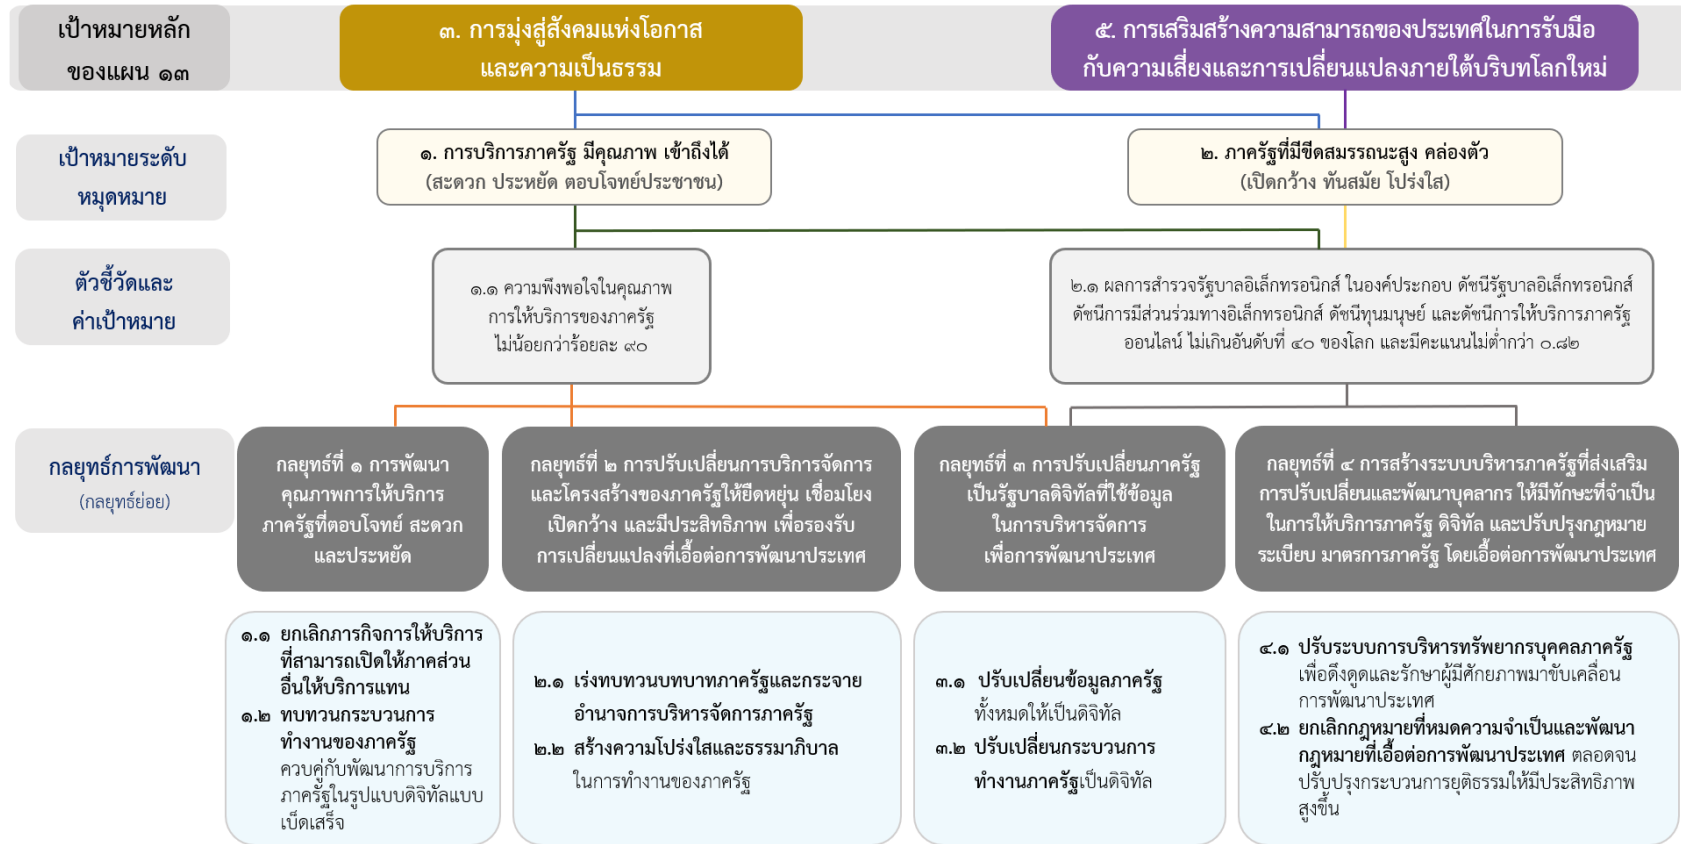 เป้าหมายหลัก
ของแผน ๑๓
๓. การมุ่งสู่สังคมแห่งโอกาส
และความเป็นธรรม
๕. การเสริมสร้างความสามารถของประเทศในการรับมือ
กับความเสี่ยงและการเปลี่ยนแปลงภายใต้บริบทโลกใหม่
เป้าหมายระดับ
หมุดหมาย
๑. การบริการภาครัฐ มีคุณภาพ เข้าถึงได้
(สะดวก ประหยัด ตอบโจทย์ประชาชน)
๒. ภาครัฐที่มีขีดสมรรถนะสูง คล่องตัว
(เปิดกว้าง ทันสมัย โปร่งใส)
ตัวชี้วัดและ
ค่าเป้าหมาย
๑.๑ ความพึงพอใจในคุณภาพ
การให้บริการของภาครัฐ
ไม่น้อยกว่าร้อยละ ๙๐
๒.๑ ผลการสำรวจรัฐบาลอิเล็กทรอนิกส์ ในองค์ประกอบ ดัชนีรัฐบาลอิเล็กทรอนิกส์
ดัชนีการมีส่วนร่วมทางอิเล็กทรอนิกส์ ดัชนีทุนมนุษย์ และดัชนีการให้บริการภาครัฐ
ออนไลน์ ไม่เกินอันดับที่ ๔๐ ของโลก และมีคะแนนไม่ต่ำกว่า ๐.๘๒
กลยุทธ์การพัฒนา
(กลยุทธ์ย่อย)
กลยุทธ์ที่ ๑ การพัฒนา
คุณภาพการให้บริการ
ภาครัฐที่ตอบโจทย์ สะดวก
และประหยัด
กลยุทธ์ที่ ๒ การปรับเปลี่ยนการบริการจัดการ
และโครงสร้างของภาครัฐให้ยืดหยุ่น เชื่อมโยง
เปิดกว้าง และมีประสิทธิภาพ เพื่อรองรับ
การเปลี่ยนแปลงที่เอื้อต่อการพัฒนาประเทศ
กลยุทธ์ที่ ๓ การปรับเปลี่ยนภาครัฐ
เป็นรัฐบาลดิจิทัลที่ใช้ข้อมูล
ในการบริหารจัดการ
เพื่อการพัฒนาประเทศ
กลยุทธ์ที่ ๔ การสร้างระบบบริหารภาครัฐที่ส่งเสริม
การปรับเปลี่ยนและพัฒนาบุคลากร ให้มีทักษะที่จำเป็น
ในการให้บริการภาครัฐ ดิจิทัล และปรับปรุงกฎหมาย
ระเบียบ มาตรการภาครัฐ โดยเอื้อต่อการพัฒนาประเทศ
๑.๑ ยกเลิกภารกิจการให้บริการ
ที่สามารถเปิดให้ภาคส่วน
อื่นให้บริการแทน
๑.๒ ทบทวนกระบวนการ
ทำงานของภาครัฐ
ควบคู่กับพัฒนาการบริการ
ภาครัฐในรูปแบบดิจิทัลแบบ
เบ็ดเสร็จ
๒.๑ เร่งทบทวนบทบาทภาครัฐและกระจาย
อำนาจการบริหารจัดการภาครัฐ
๒.๒ สร้างความโปร่งใสและธรรมาภิบาล
ในการทำงานของภาครัฐ
๓.๑ ปรับเปลี่ยนข้อมูลภาครัฐ
ทั้งหมดให้เป็นดิจิทัล
๓.๒ ปรับเปลี่ยนกระบวนการ
ทำงานภาครัฐเป็นดิจิทัล
๔.๑ ปรับระบบการบริหารทรัพยากรบุคคลภาครัฐ
เพื่อดึงดูดและรักษาผู้มีศักยภาพมาขับเคลื่อน
การพัฒนาประเทศ
๔.๒ ยกเลิกกฎหมายที่หมดความจำเป็นและพัฒนา
กฎหมายที่เอื้อต่อการพัฒนาประเทศ ตลอดจน
ปรับปรุงกระบวนการยุติธรรมให้มีประสิทธิภาพ
สูงขึ้น